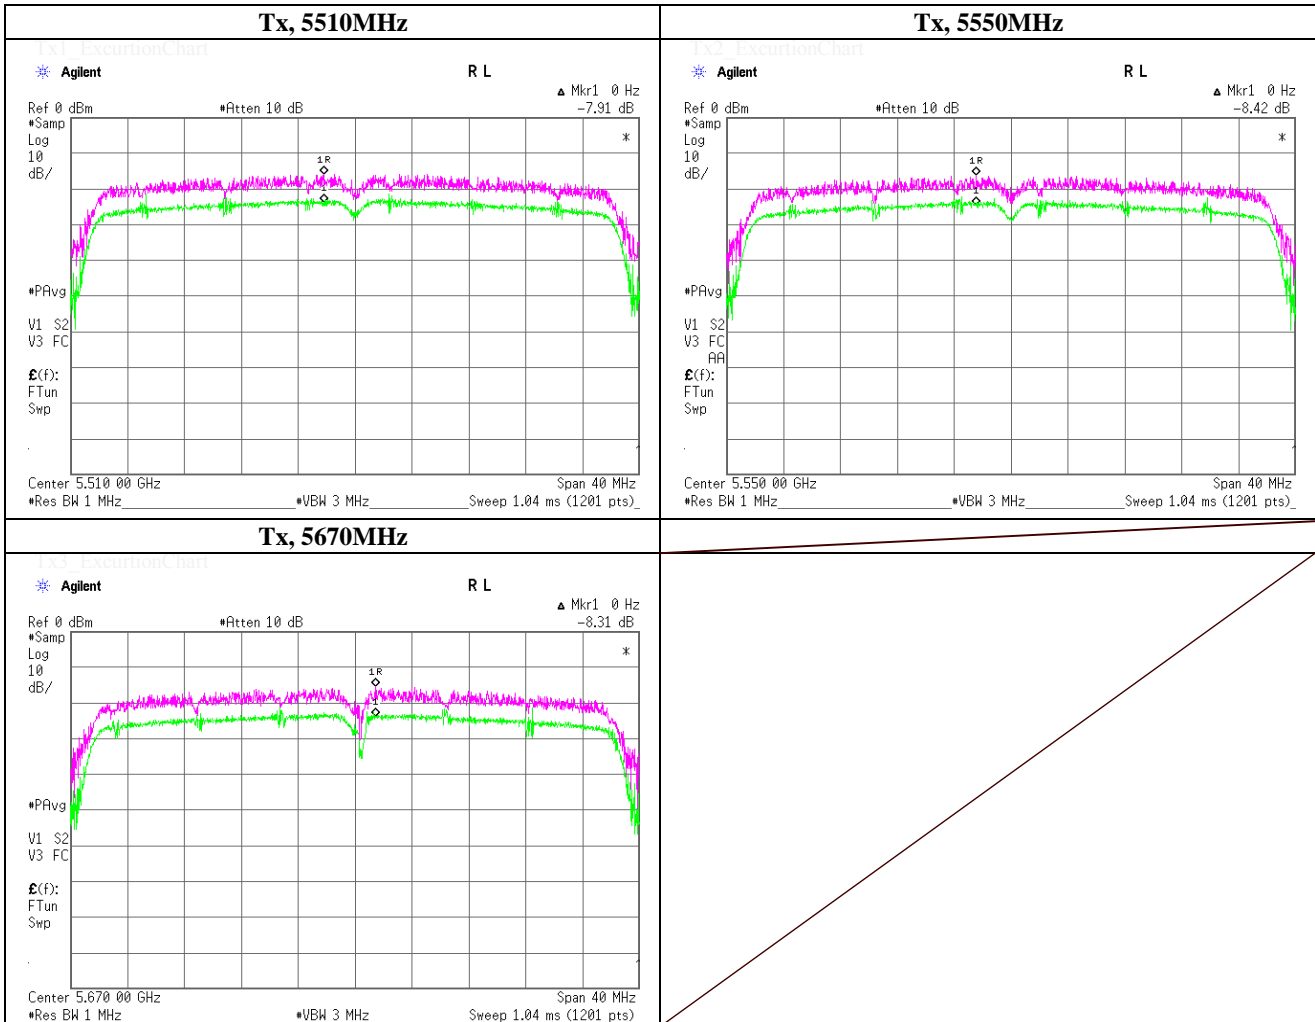 Tx, 5510MHz
Tx1_ExcurtionChart
Agilent R L
Δ Mkr1 0 Hz
Ref 0 dBm #Atten 10 dB -7.91 dB
#Samp
Log
10
dB/
*
1R
1
#PAvg
V1 S2
V3 FC
£(f):
FTun
Swp
Center 5.510 00 GHz Span 40 MHz
#Res BW 1 MHz #VBW 3 MHz Sweep 1.04 ms (1201 pts)
Tx, 5550MHz
Tx2_ExcurtionChart
Agilent R L
Δ Mkr1 0 Hz
Ref 0 dBm #Atten 10 dB -8.42 dB
#Samp
Log
10
dB/
*
1R
1
#PAvg
V1 S2
V3 FC
AA
£(f):
FTun
Swp
Center 5.550 00 GHz Span 40 MHz
#Res BW 1 MHz #VBW 3 MHz Sweep 1.04 ms (1201 pts)
Tx, 5670MHz
Tx3_ExcurtionChart
Agilent R L
Δ Mkr1 0 Hz
Ref 0 dBm #Atten 10 dB -8.31 dB
#Samp
Log
10
dB/
*
1R
1
#PAvg
V1 S2
V3 FC
£(f):
FTun
Swp
Center 5.670 00 GHz Span 40 MHz
#Res BW 1 MHz #VBW 3 MHz Sweep 1.04 ms (1201 pts)